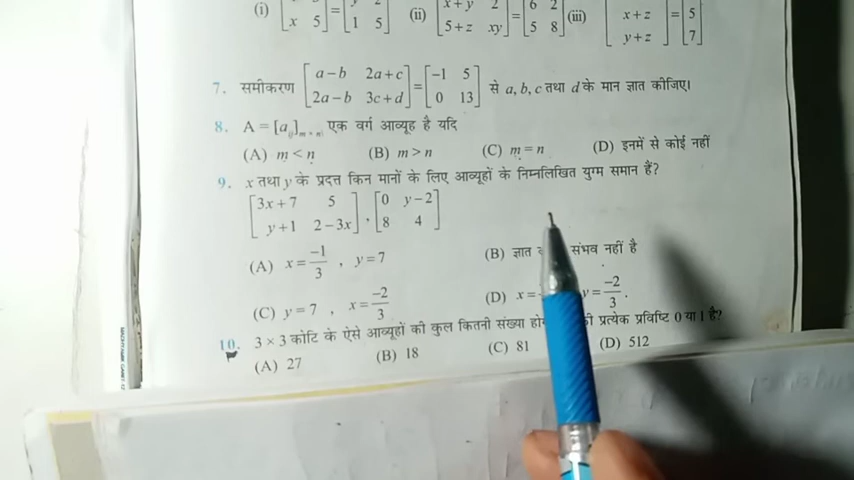 (i) [ x 5 ] = [ 1 5 ] (ii) [ x+y 2 5+z xy ] = [ 6 2 5 8 ] (iii) [ x+z y+z ] = [ 5 7 ]
7. समीकरण [ a−b 2a+c 2a−b 3c+d ] = [ −1 5 0 13 ] से a, b, c तथा d के मान ज्ञात कीजिए।
8. A = [aij]m × n\ एक वर्ग आव्यूह है यदि
(A) m < n (B) m > n (C) m = n (D) इनमें से कोई नहीं
9. x तथा y के प्रदत्त किन मानों के लिए आव्यूहों के निम्नलिखित युग्म समान हैं?
[ 3x+7 5 y+1 2−3x ] , [ 0 y−2 8 4 ]
(A) x = −1/3 , y = 7 (B) ज्ञात संभव नहीं है
(C) y = 7 , x = −2/3 (D) x = y = −2/3 .
10. 3 × 3 कोटि के ऐसे आव्यूहों की कुल कितनी संख्या प्रत्येक प्रविष्टि 0 या 1 है?
(A) 27 (B) 18 (C) 81 (D) 512